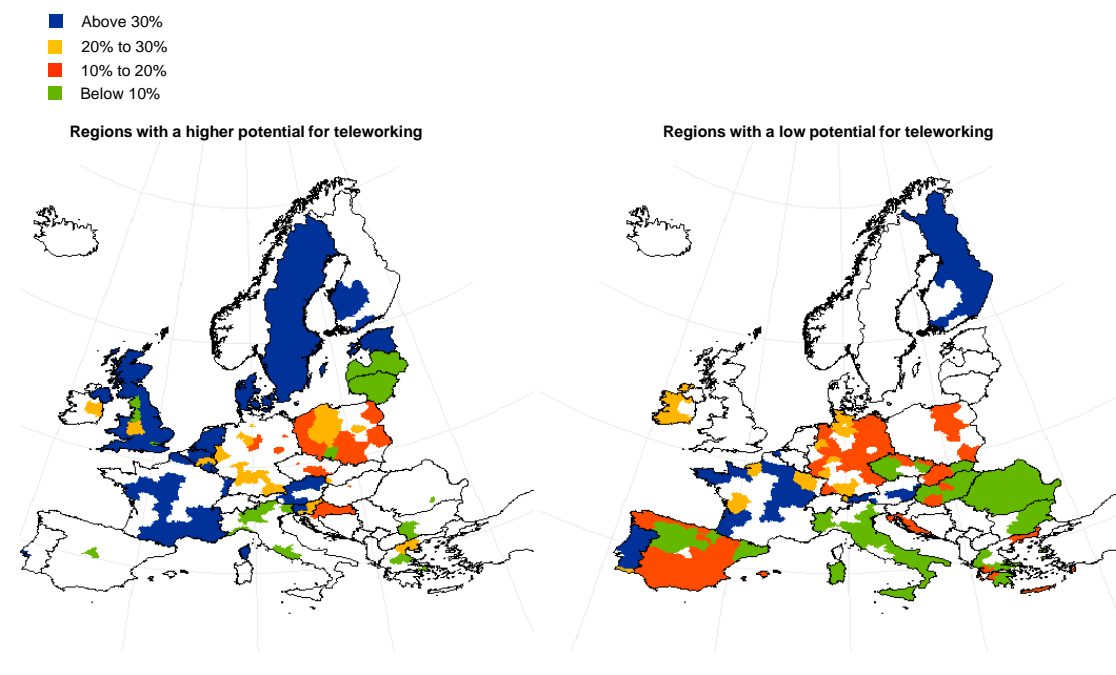 Above 30%
20% to 30%
10% to 20%
Below 10%
Regions with a higher potential for teleworking
Regions with a low potential for teleworking